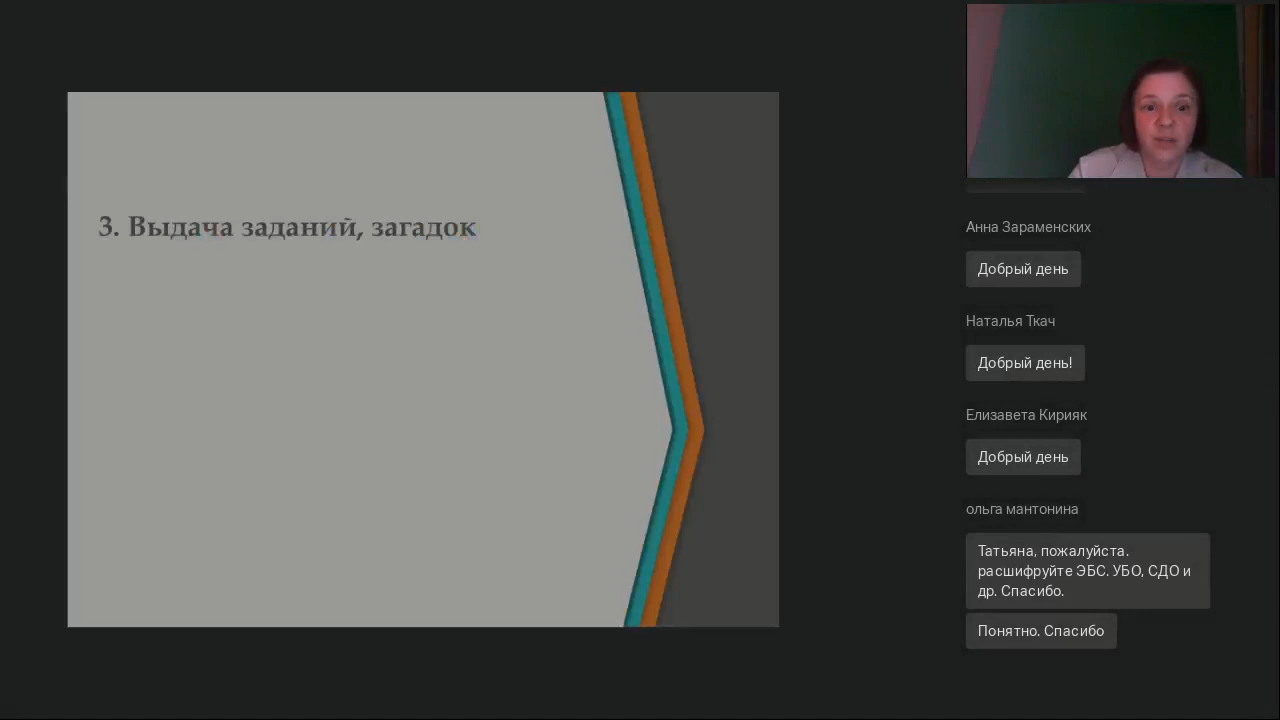 3. Выдача заданий, загадок
Анна Зараменских
Добрый день
Наталья Ткач
Добрый день!
Елизавета Кирияк
Добрый день
ольга мантонина
Татьяна, пожалуйста.
расшифруйте ЭБС. УБО, СДО и
др. Спасибо.
Понятно. Спасибо